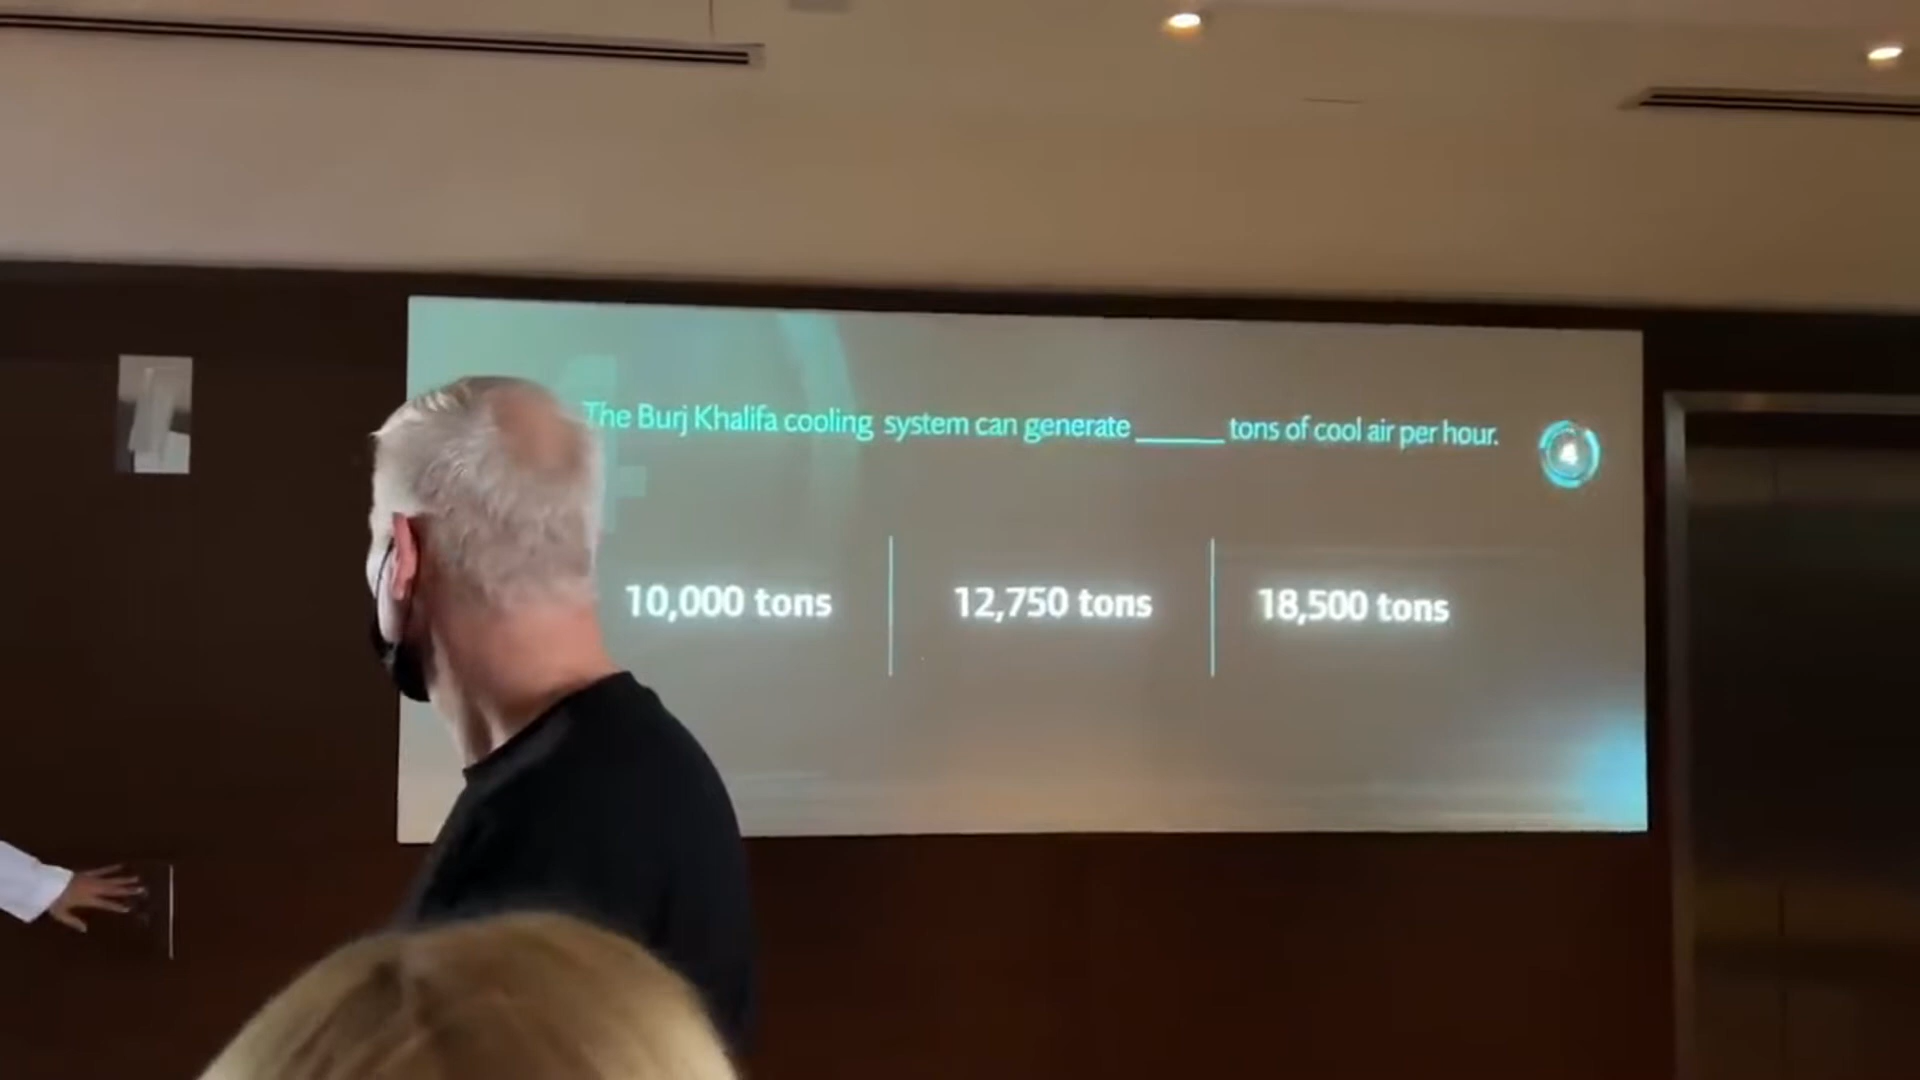 The Burj Khalifa cooling system can generate ______ tons of cool air per hour.
4
10,000 tons
12,750 tons
18,500 tons